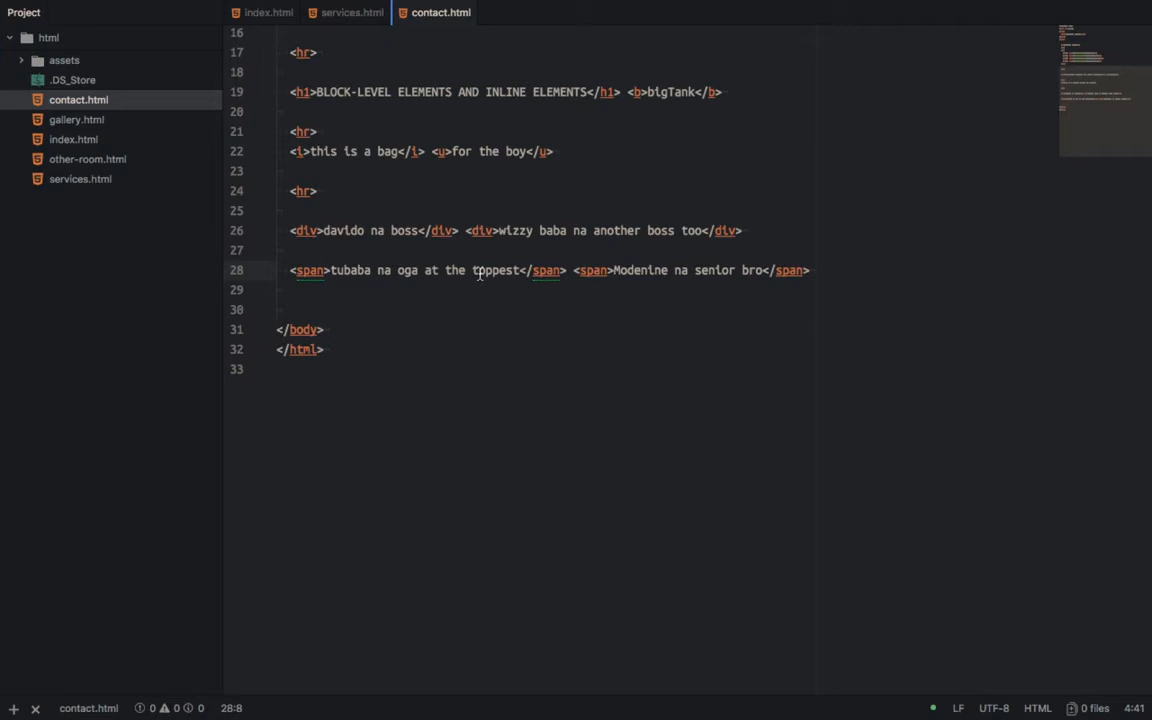 Project
index.html
services.html
contact.html
html
assets
.DS_Store
contact.html
gallery.html
index.html
other-room.html
services.html
16
17 <hr>
18
19 <h1>BLOCK-LEVEL ELEMENTS AND INLINE ELEMENTS</h1> <b>bigTank</b>
20
21 <hr>
22 <i>this is a bag</i> <u>for the boy</u>
23
24 <hr>
25
26 <div>davido na boss</div> <div>wizzy baba na another boss too</div>
27
28 <span>tubaba na oga at the toppest</span> <span>Modenine na senior bro</span>
29
30
31 </body>
32 </html>
33
+ × contact.html 0 0 0 28:8
LF UTF-8 HTML 0 files 4:41